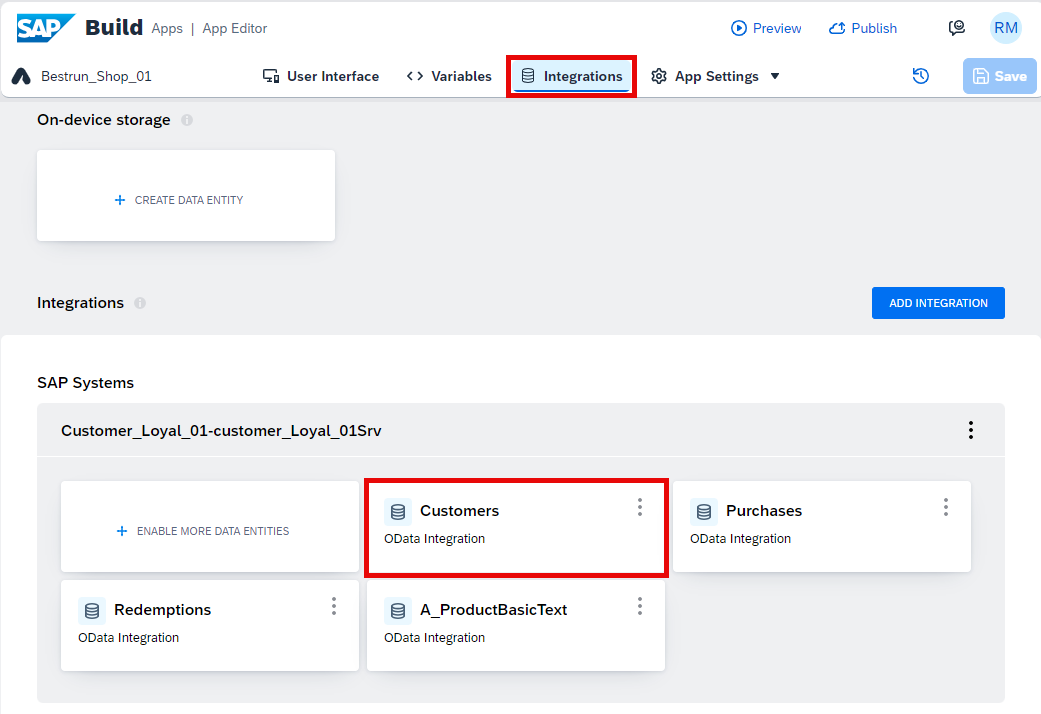 SAP Build Apps | App Editor Preview Publish RM
Bestrun_Shop_01 User Interface <> Variables Integrations App Settings Save
On-device storage
+ CREATE DATA ENTITY
Integrations ADD INTEGRATION
SAP Systems
Customer_Loyal_01-customer_Loyal_01Srv
+ ENABLE MORE DATA ENTITIES
Customers
OData Integration
Purchases
OData Integration
Redemptions
OData Integration
A_ProductBasicText
OData Integration